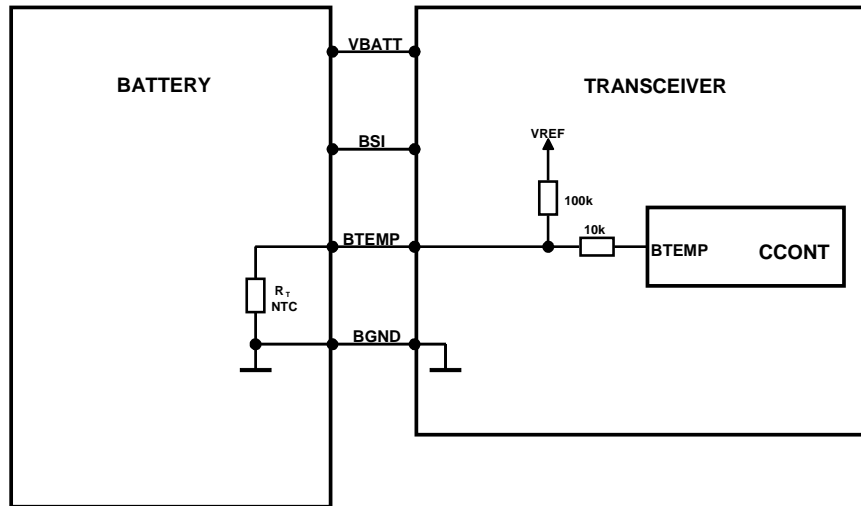 VBATT
BATTERY
TRANSCEIVER
BSI
VREF
100k
10k
BTEMP
BTEMP
CCONT
R T
NTC
BGND